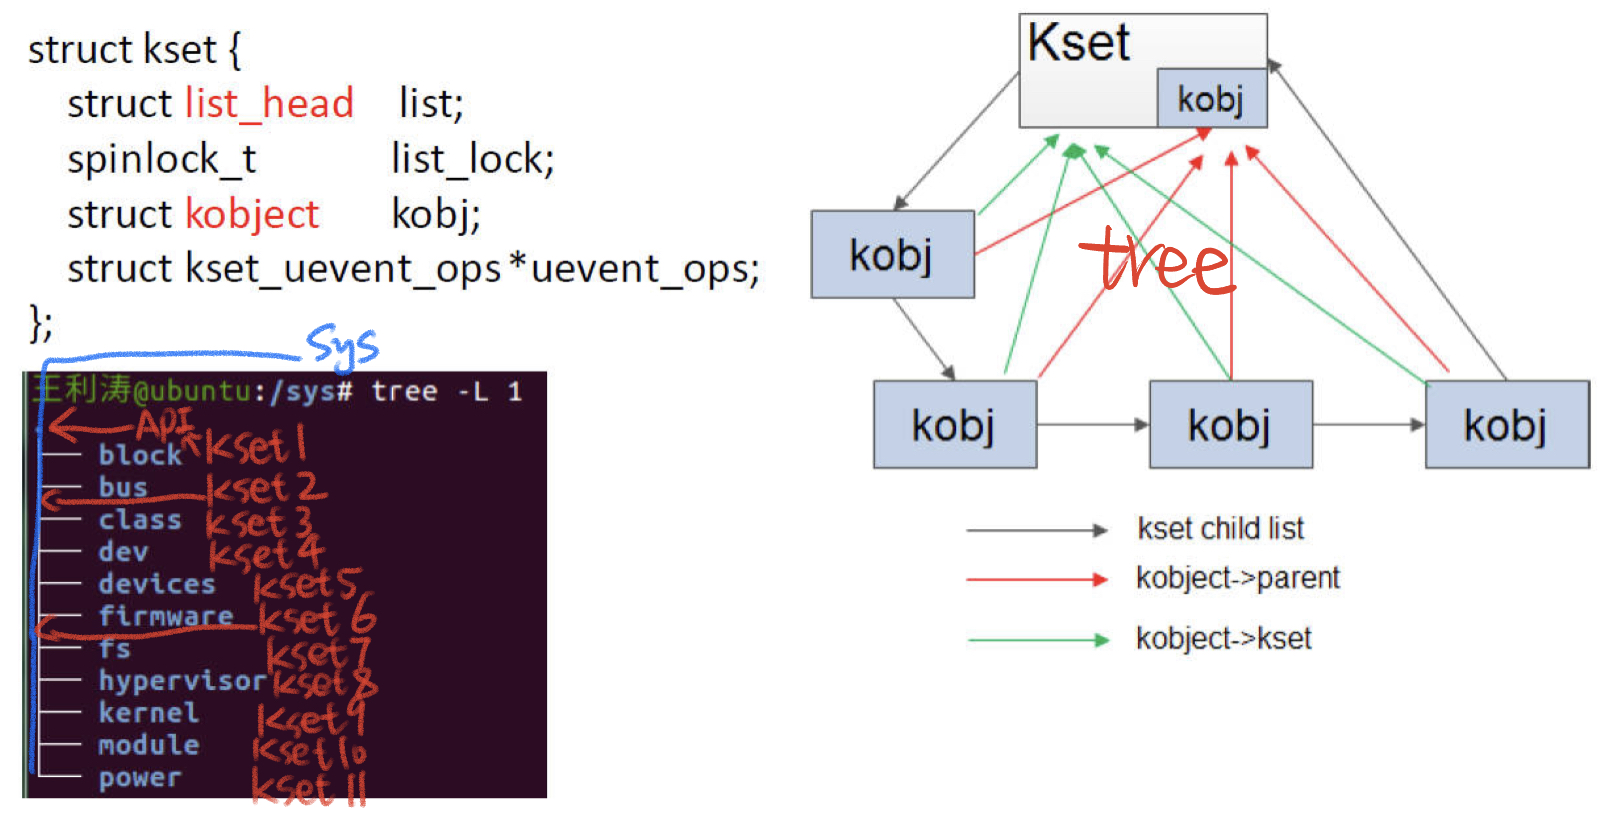 struct kset {
struct list_head list;
spinlock_t list_lock;
struct kobject kobj;
struct kset_uevent_ops *uevent_ops;
};
sys
王利涛@ubuntu:/sys# tree -L 1
API
block kset1
bus kset2
class kset3
dev kset4
devices kset5
firmware kset6
fs kset7
hypervisor kset8
kernel kset9
module kset10
power kset11
Kset
kobj
kobj
tree
kobj
kobj
kobj
kset child list
kobject->parent
kobject->kset